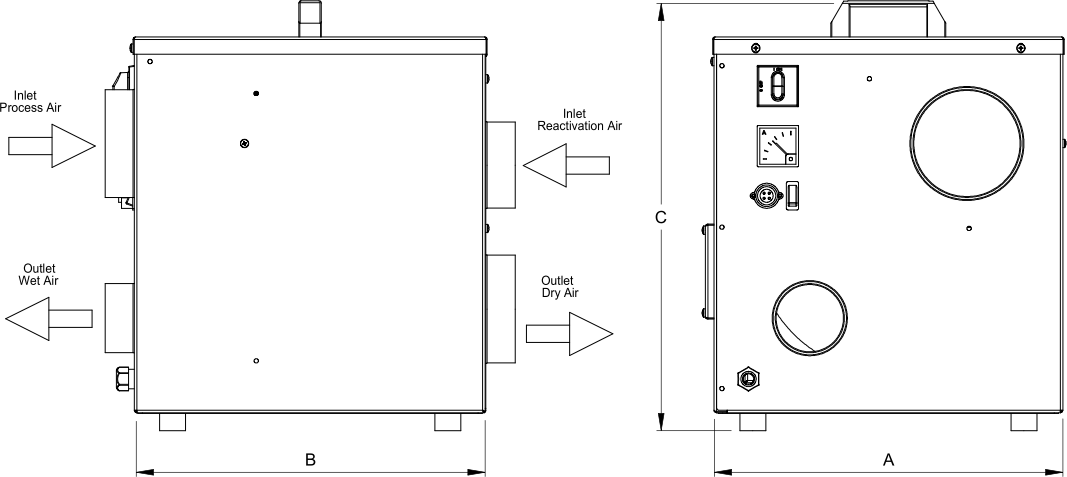 Inlet
Process Air
Inlet
Reactivation Air
Outlet
Wet Air
Outlet
Dry Air
B
C
A
A